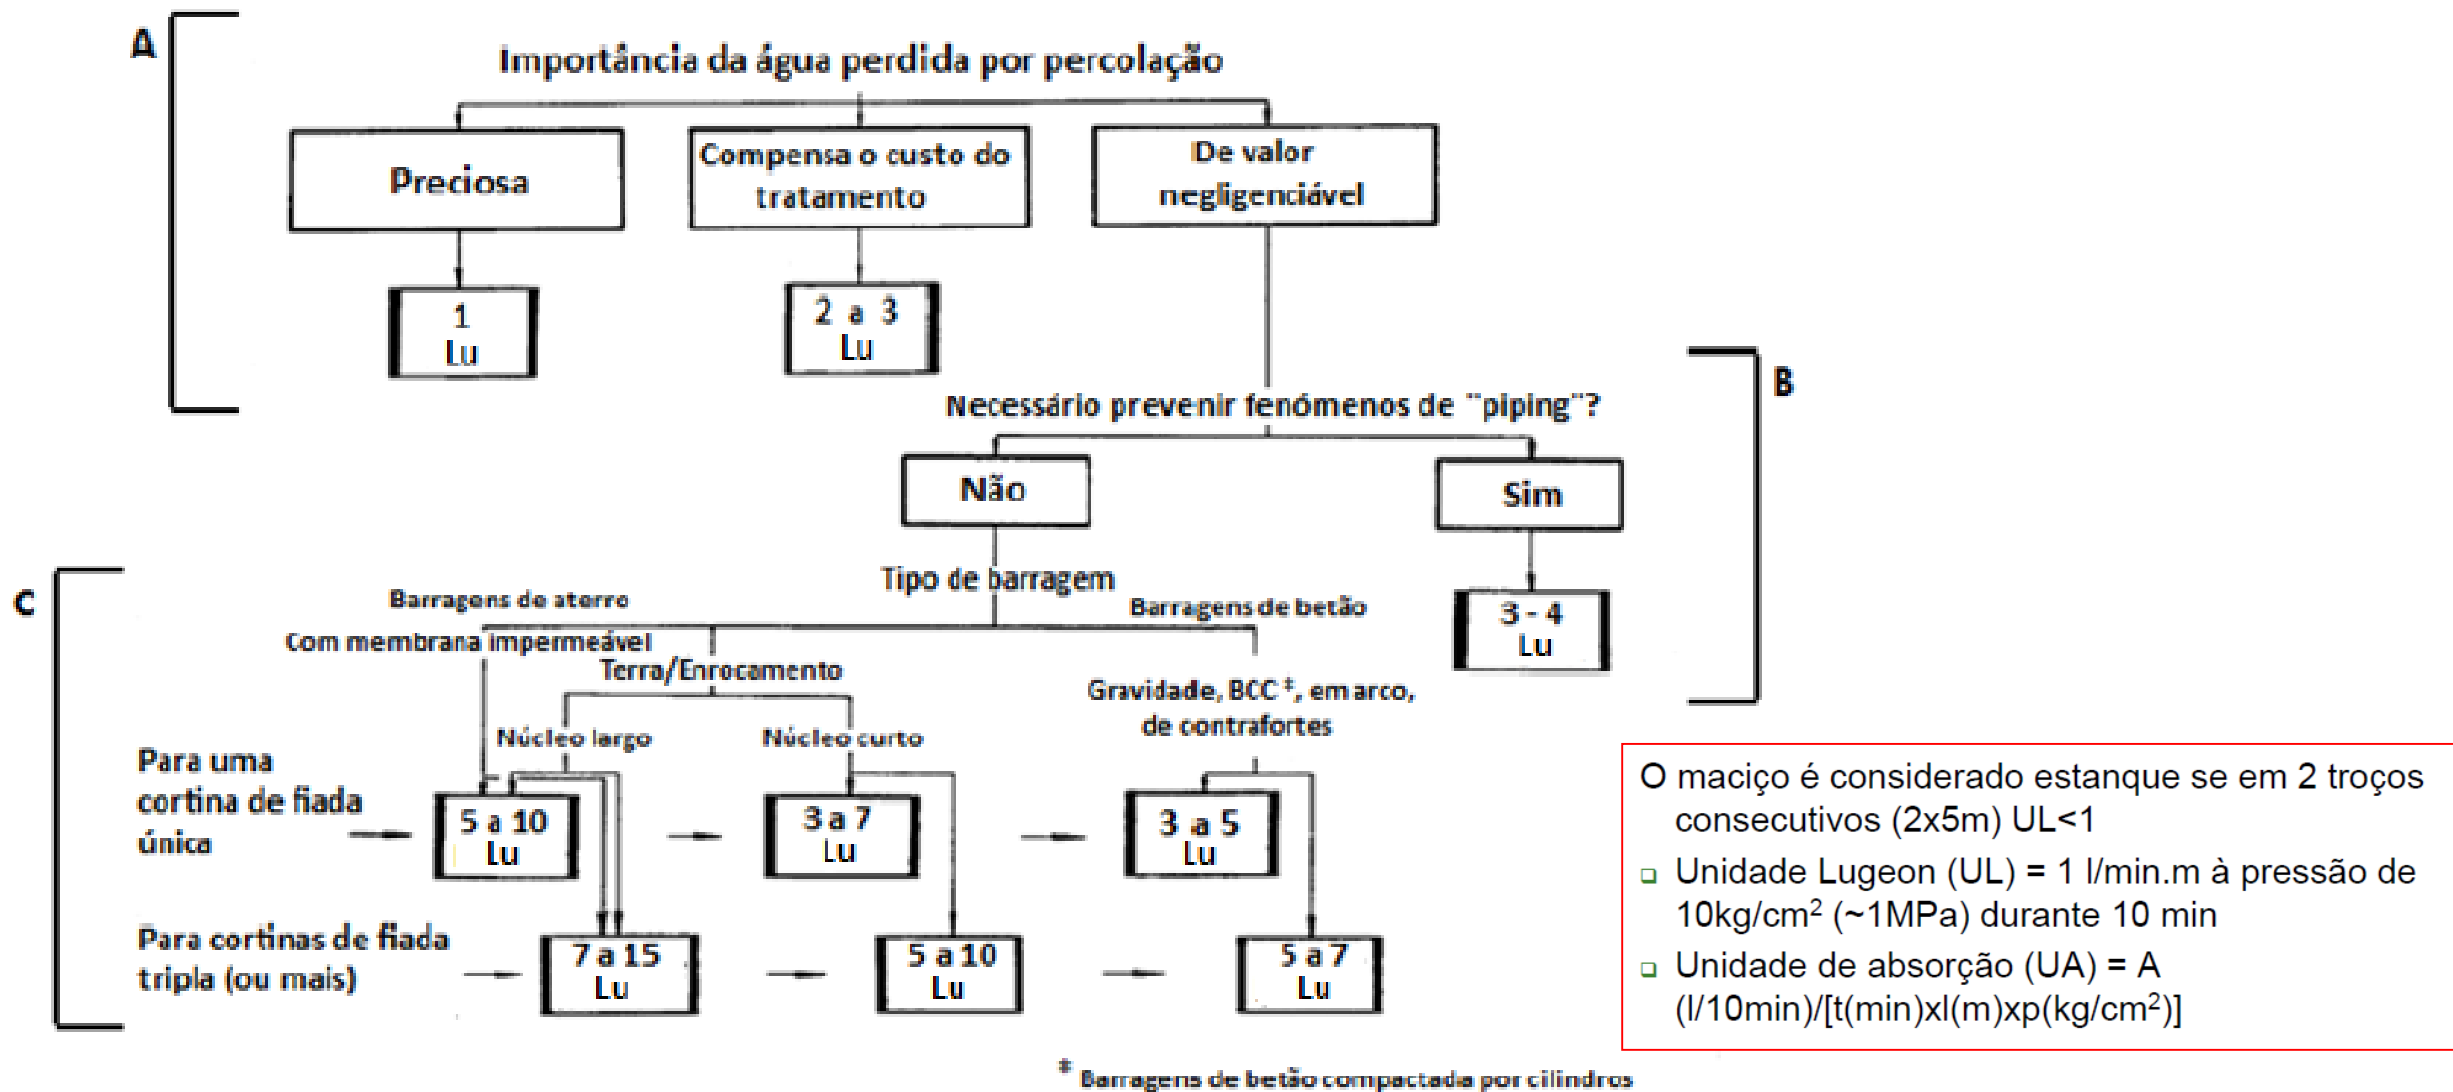 A
Importância da água perdida por percolação
Preciosa
Compensa o custo do
tratamento
De valor
negligenciável
1
Lu
2 a 3
Lu
B
Necessário prevenir fenómenos de ¨piping¨?
Não
Sim
3 - 4
Lu
C
Tipo de barragem
Barragens de aterro
Barragens de betão
Com membrana impermeável
Terra/Enrocamento
Gravidade, BCC ‡, em arco,
de contrafortes
Núcleo largo
Núcleo curto
Para uma
cortina de fiada
única
5 a 10
Lu
3 a 7
Lu
3 a 5
Lu
Para cortinas de fiada
tripla (ou mais)
7 a 15
Lu
5 a 10
Lu
5 a 7
Lu
‡ Barragens de betão compactada por cilindros
O maciço é considerado estanque se em 2 troços
consecutivos (2x5m) UL<1
Unidade Lugeon (UL) = 1 l/min.m à pressão de
10kg/cm² (~1MPa) durante 10 min
Unidade de absorção (UA) = A
(l/10min)/[t(min)xl(m)xp(kg/cm²)]